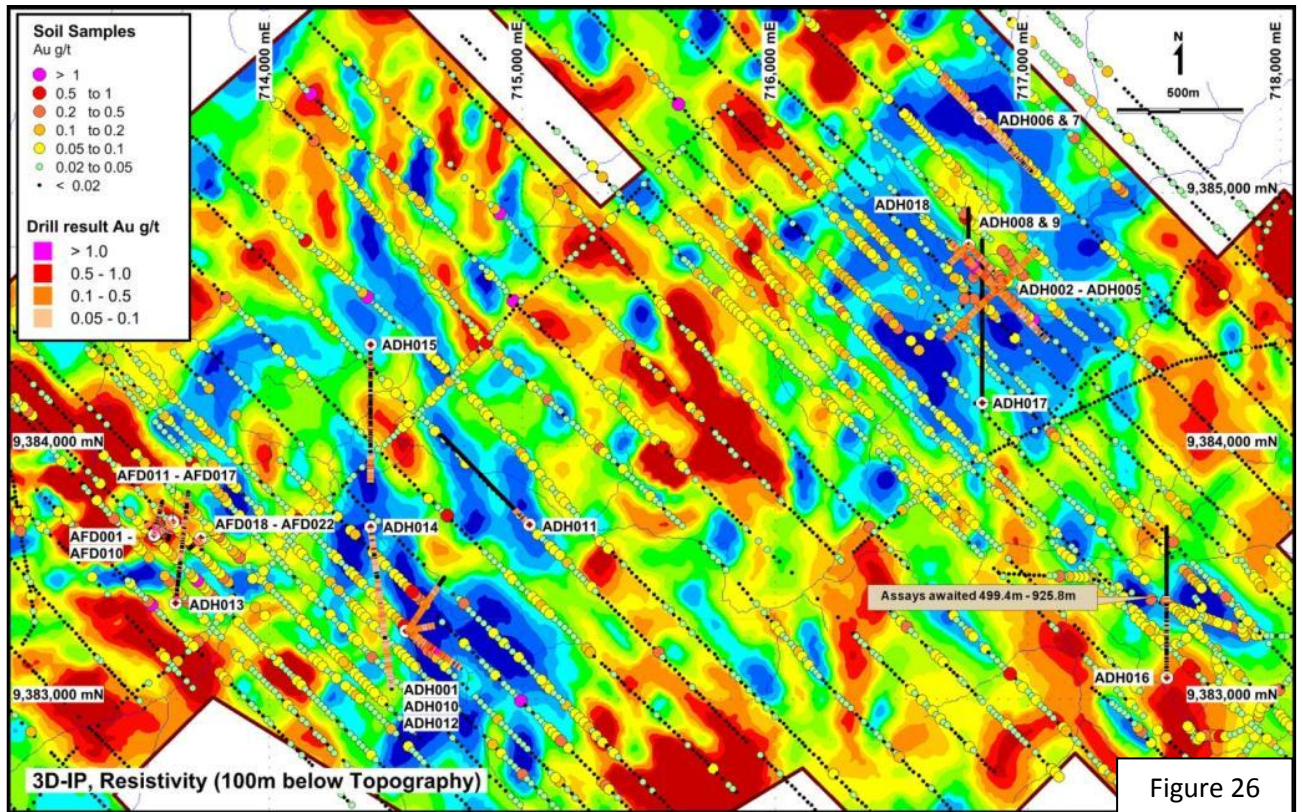 Soil Samples
Au g/t
> 1
0.5 to 1
0.2 to 0.5
0.1 to 0.2
0.05 to 0.1
0.02 to 0.05
< 0.02
Drill result Au g/t
> 1.0
0.5 - 1.0
0.1 - 0.5
0.05 - 0.1
714,000 mE
715,000 mE
716,000 mE
717,000 mE
718,000 mE
N
500m
ADH006 & 7
9,385,000 mN
ADH018
ADH008 & 9
ADH002 - ADH005
ADH015
ADH017
9,384,000 mN
9,384,000 mN
AFD011 - AFD017
AFD018 - AFD022
AFD001 -
AFD010
ADH014
ADH011
ADH013
Assays awaited 499.4m - 925.8m
ADH016
9,383,000 mN
9,383,000 mN
ADH001
ADH010
ADH012
3D-IP, Resistivity (100m below Topography)
Figure 26